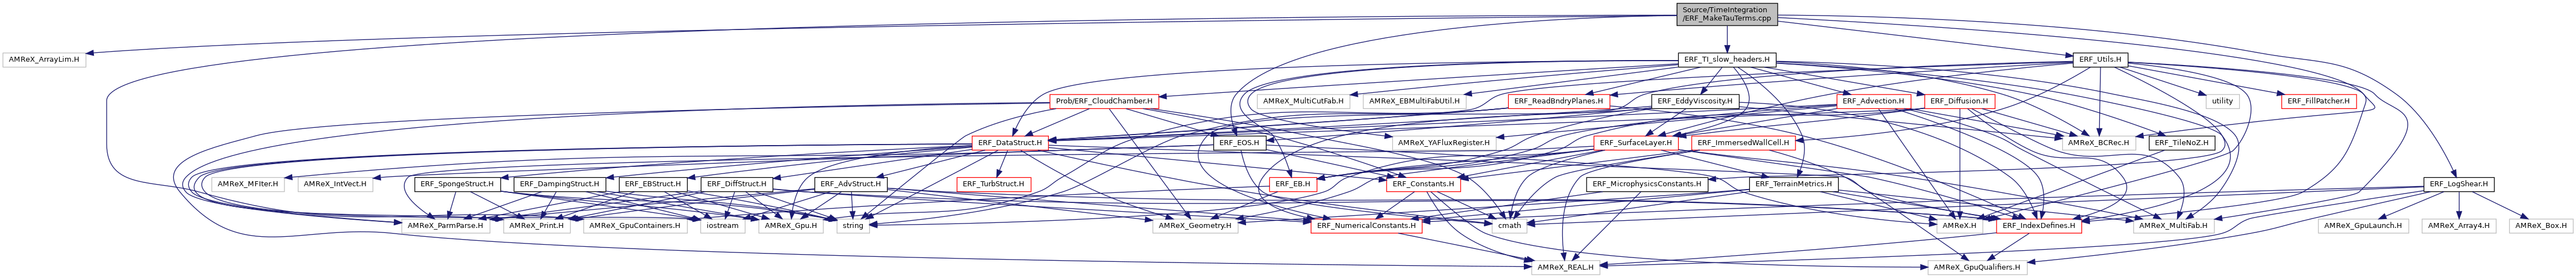 Source/TimeIntegration
/ERF_MakeTauTerms.cpp
AMReX_ArrayLim.H
ERF_TI_slow_headers.H
ERF_Utils.H
Prob/ERF_CloudChamber.H
AMReX_MultiCutFab.H
AMReX_EBMultiFabUtil.H
ERF_ReadBndryPlanes.H
ERF_EddyViscosity.H
ERF_Advection.H
ERF_Diffusion.H
utility
ERF_FillPatcher.H
ERF_DataStruct.H
ERF_EOS.H
AMReX_YAFluxRegister.H
ERF_SurfaceLayer.H
ERF_ImmersedWallCell.H
AMReX_BCRec.H
ERF_TileNoZ.H
AMReX_MFIter.H
AMReX_IntVect.H
ERF_SpongeStruct.H
ERF_DampingStruct.H
ERF_EBStruct.H
ERF_DiffStruct.H
ERF_AdvStruct.H
ERF_TurbStruct.H
ERF_EB.H
ERF_Constants.H
ERF_MicrophysicsConstants.H
ERF_TerrainMetrics.H
ERF_LogShear.H
AMReX_ParmParse.H
AMReX_Print.H
AMReX_GpuContainers.H
iostream
AMReX_Gpu.H
string
AMReX_Geometry.H
ERF_NumericalConstants.H
cmath
AMReX.H
ERF_IndexDefines.H
AMReX_MultiFab.H
AMReX_GpuLaunch.H
AMReX_Array4.H
AMReX_Box.H
AMReX_REAL.H
AMReX_GpuQualifiers.H